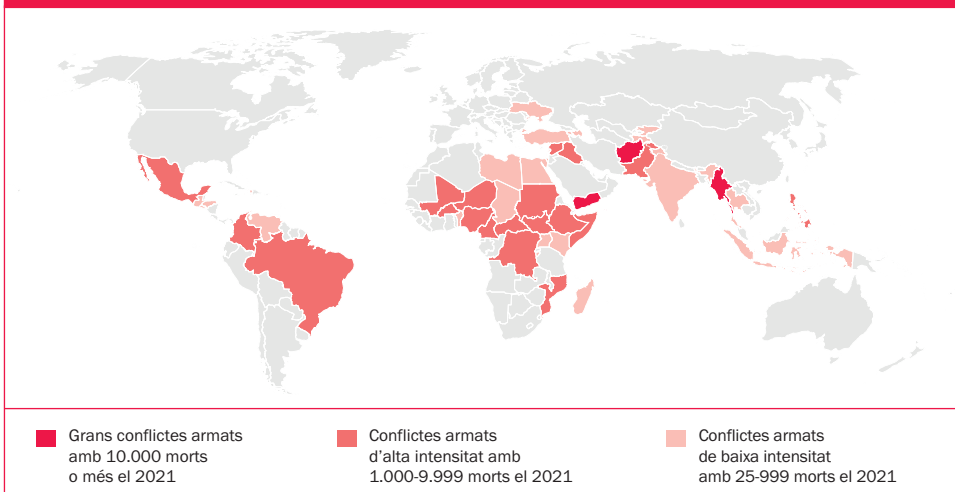 Grans conflictes armats
amb 10.000 morts
o més el 2021
Conflictes armats
d'alta intensitat amb
1.000-9.999 morts el 2021
Conflictes armats
de baixa intensitat
amb 25-999 morts el 2021